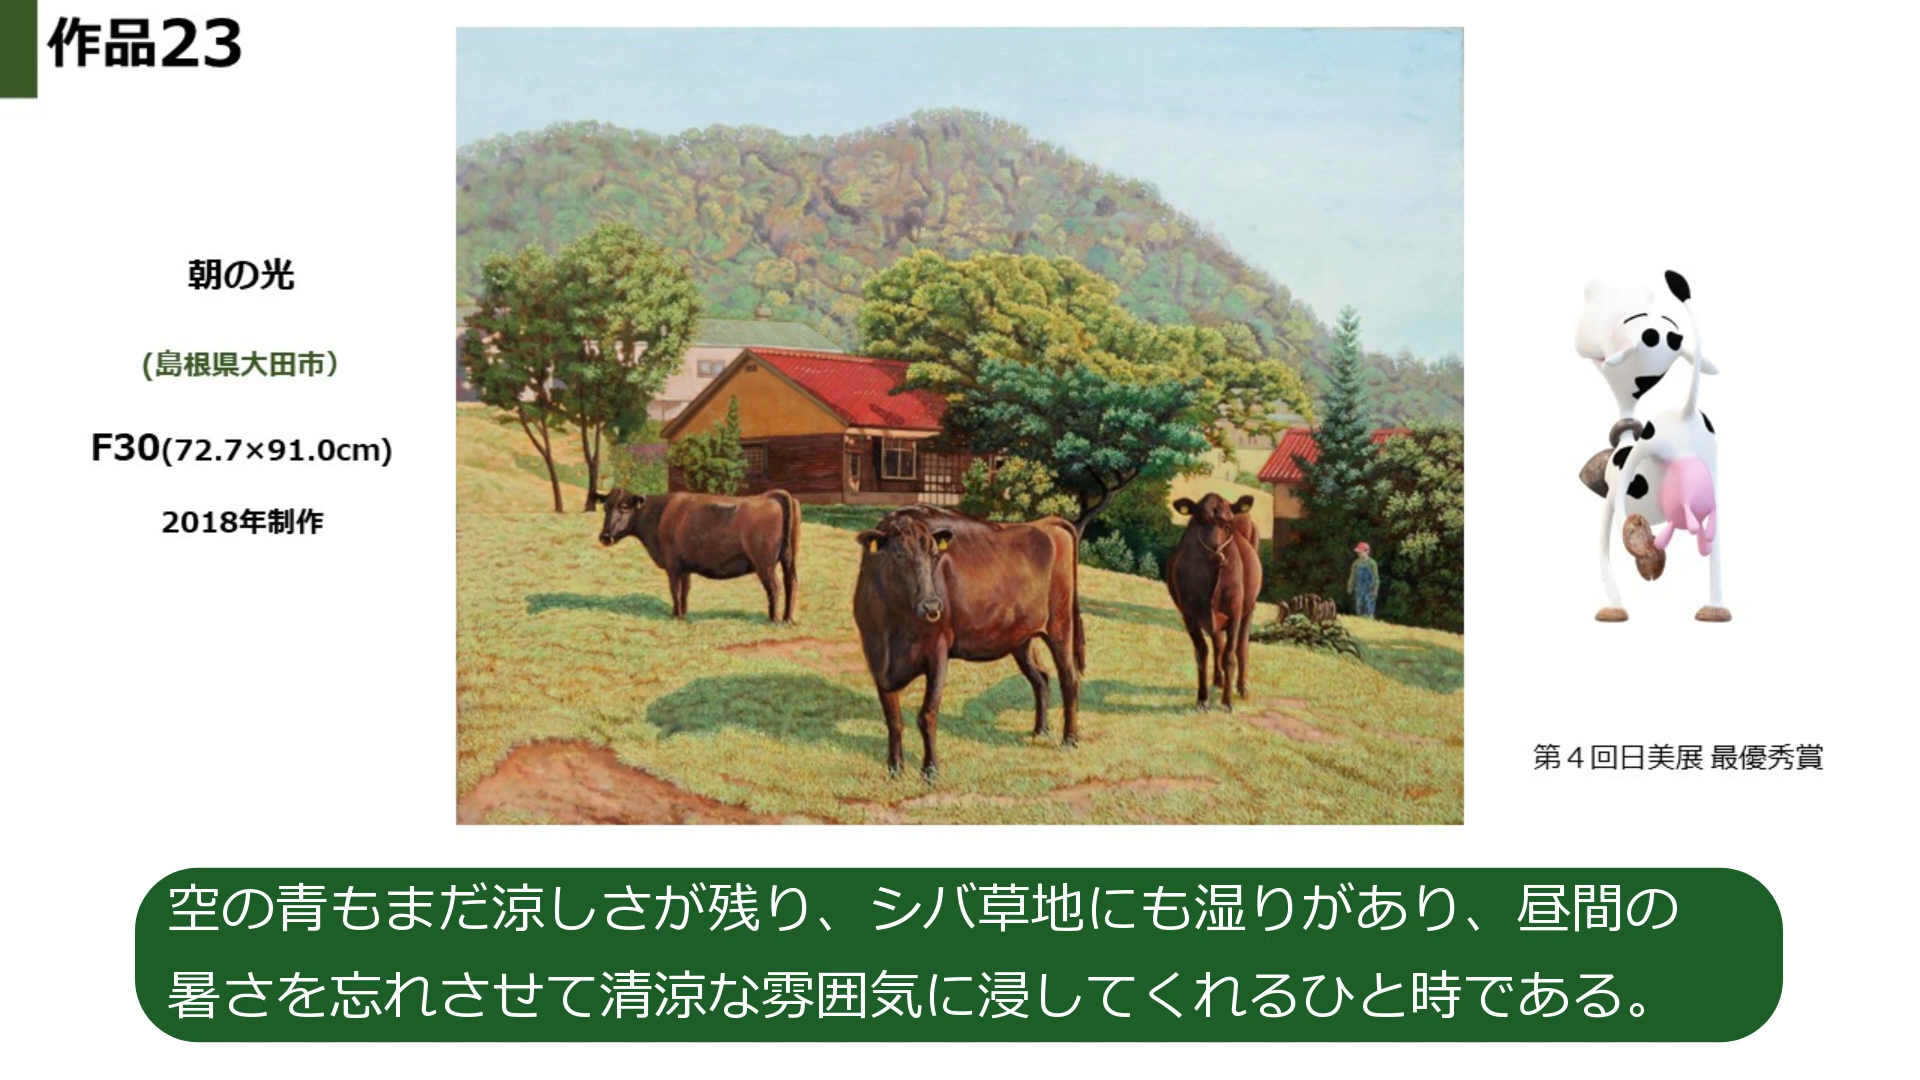 作品23
朝の光
(島根県大田市）
F30(72.7×91.0cm)
2018年制作
第４回日美展 最優秀賞
空の青もまだ涼しさが残り、シバ草地にも湿りがあり、昼間の
暑さを忘れさせて清涼な雰囲気に浸してくれるひと時である。